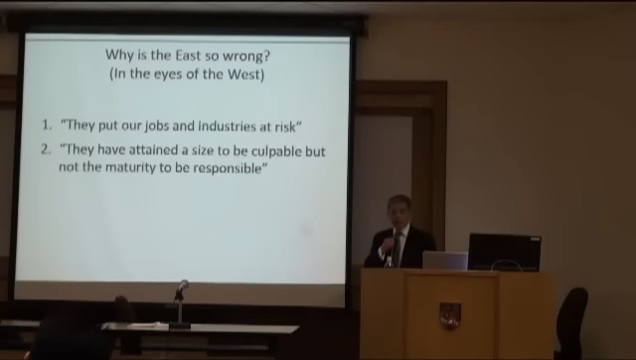 Why is the East so wrong?
(In the eyes of the West)
1. "They put our jobs and industries at risk"
2. "They have attained a size to be culpable but
not the maturity to be responsible"